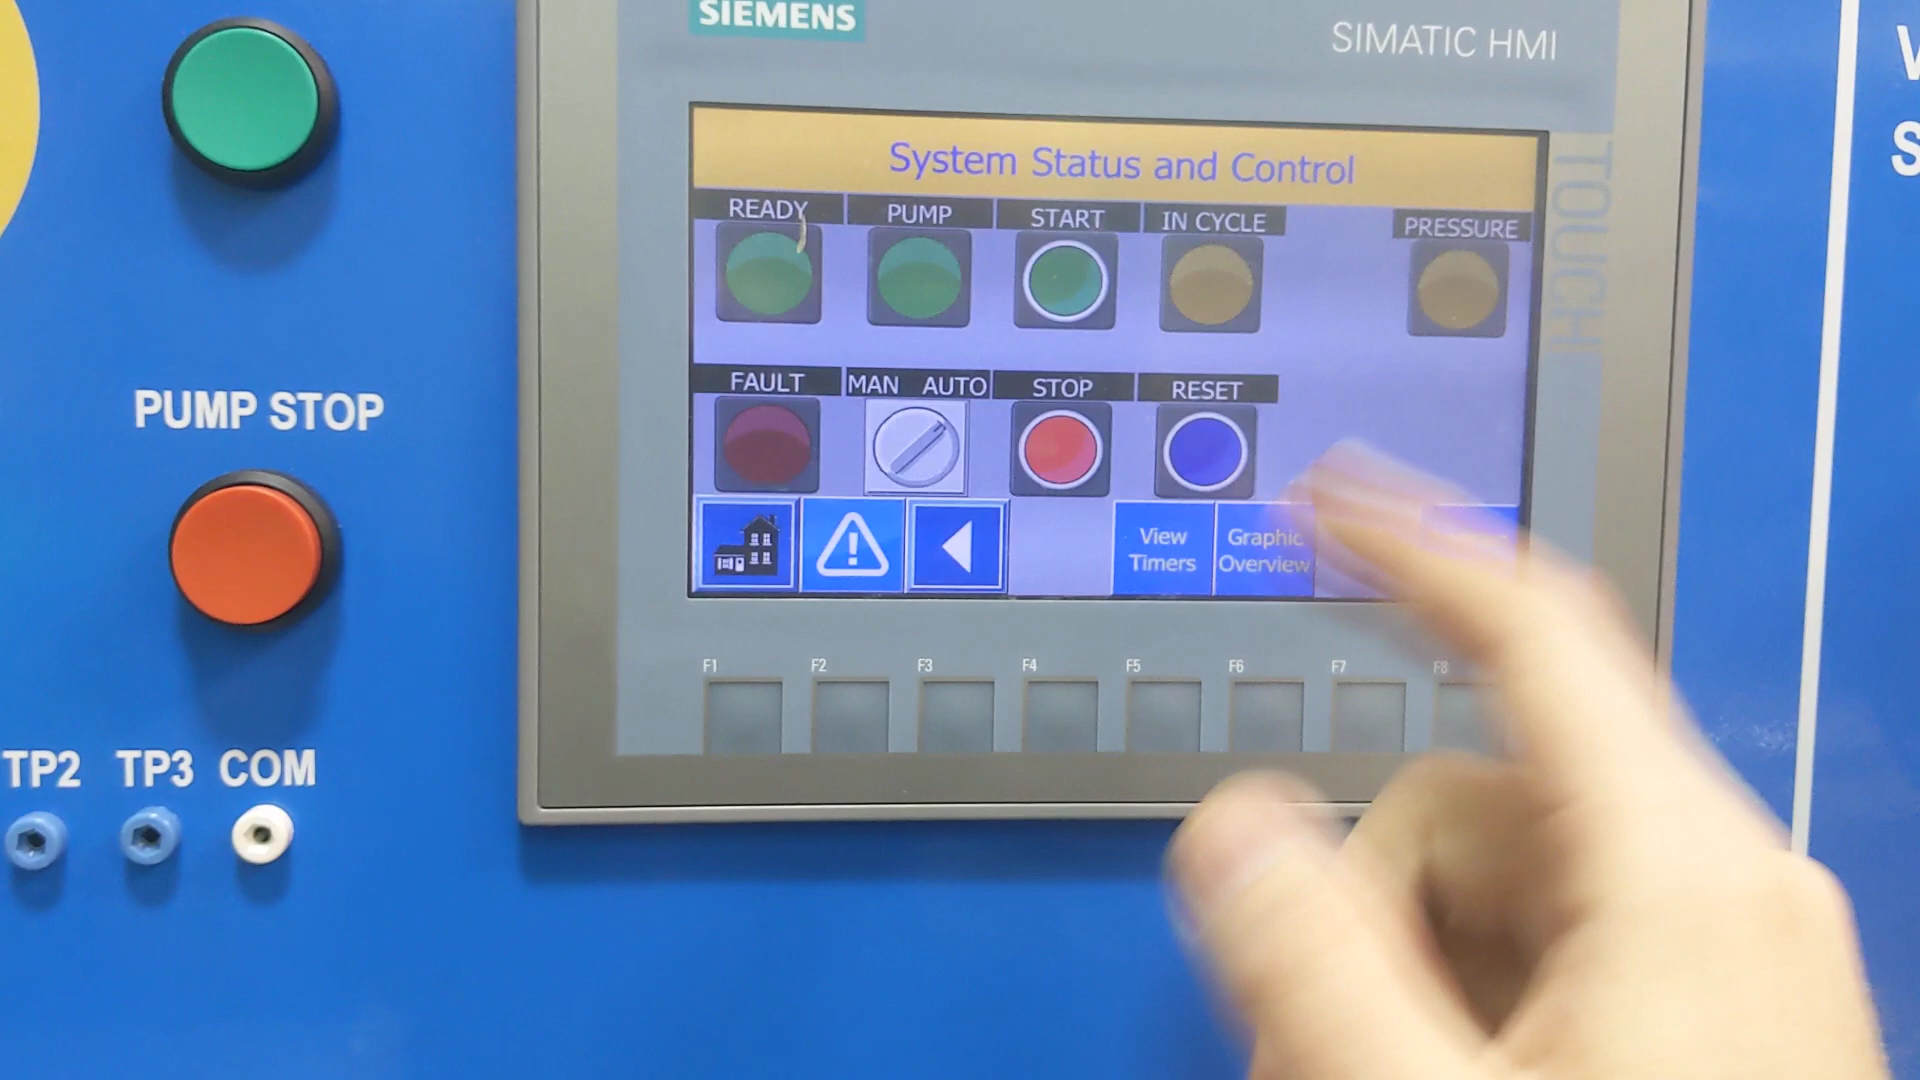 SIEMENS
SIMATIC HMI
TOUCH
System Status and Control
READY PUMP START IN CYCLE PRESSURE
FAULT MAN AUTO STOP RESET
View Timers
Graphic Overview
F1 F2 F3 F4 F5 F6 F7 F8
PUMP STOP
TP2 TP3 COM